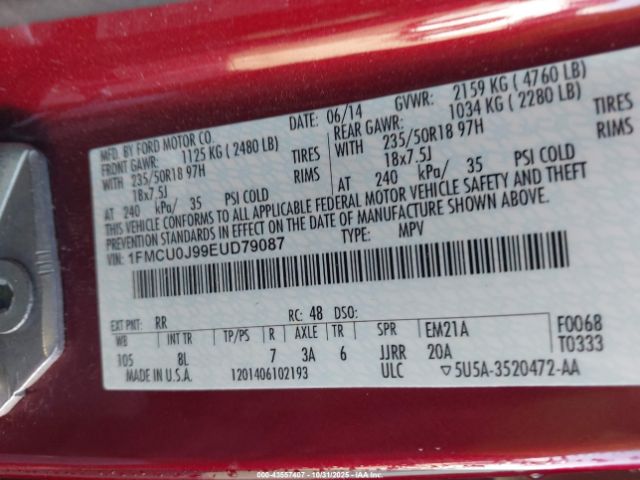 MFD. BY FORD MOTOR CO. DATE: 06/14 GVWR: 2159 KG ( 4760 LB)
FRONT GAWR: 1125 KG ( 2480 LB) REAR GAWR: 1034 KG ( 2280 LB)
WITH 235/50R18 97H TIRES WITH 235/50R18 97H TIRES
18x7.5J RIMS 18x7.5J RIMS
AT 240 kPa/ 35 PSI COLD AT 240 kPa/ 35 PSI COLD
THIS VEHICLE CONFORMS TO ALL APPLICABLE FEDERAL MOTOR VEHICLE SAFETY AND THEFT
PREVENTION STANDARDS IN EFFECT ON THE DATE OF MANUFACTURE SHOWN ABOVE.
VIN: 1FMCU0J99EUD79087 TYPE: MPV
EXT PNT: RR RC: 48 DSO:
WB INT TR TP/PS R AXLE TR SPR EM21A F0068
105 8L 7 3A 6 JJRR 20A T0333
MADE IN U.S.A. 1201406102193 ULC ▽5U5A-3520472-AA
© 43557407 - 10/31/2025 - IAAI.COM